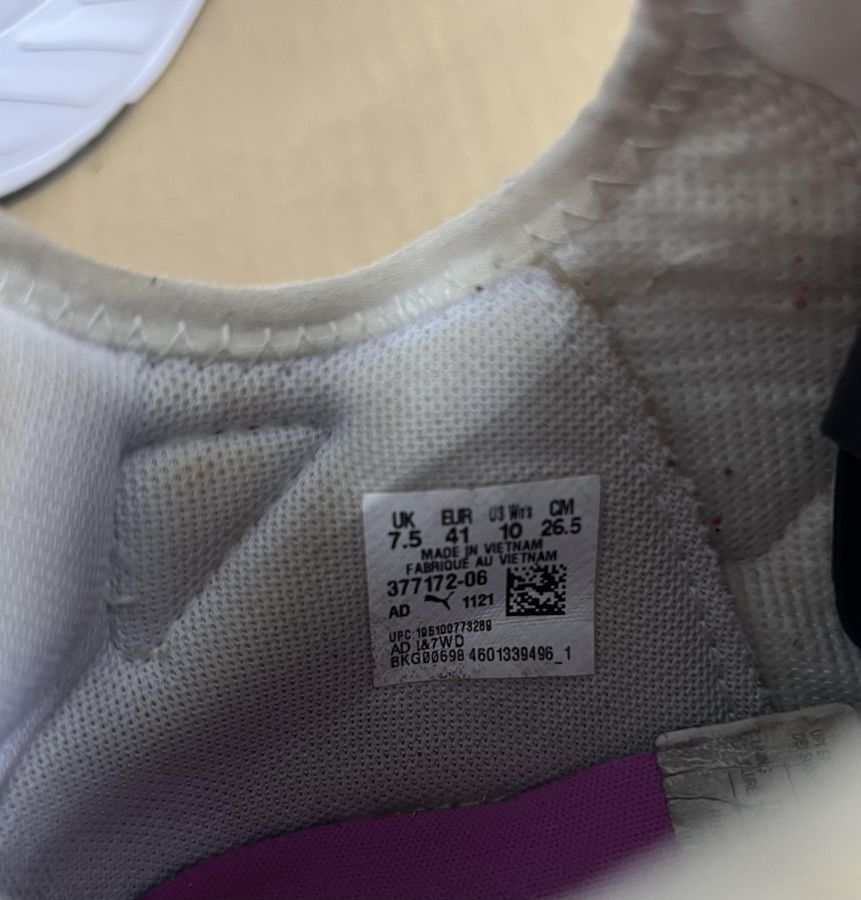 UK EUR US Wn's CM
7.5 41 10 26.5
MADE IN VIETNAM
FABRIQUE AU VIETNAM
377172-06
AD 1121
UPC:195100773289
AD I&7WD
BKG00698 4601339496_1